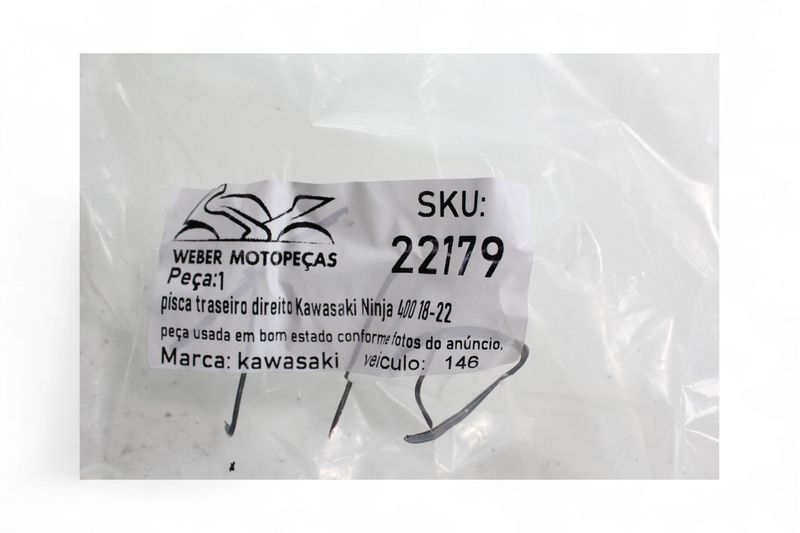 SKU:
22179
WEBER MOTOPEÇAS
Peça:1
pisca traseiro direito Kawasaki Ninja 400 18-22
peça usada em bom estado conforme fotos do anúncio.
Marca: kawasaki veiculo: 146